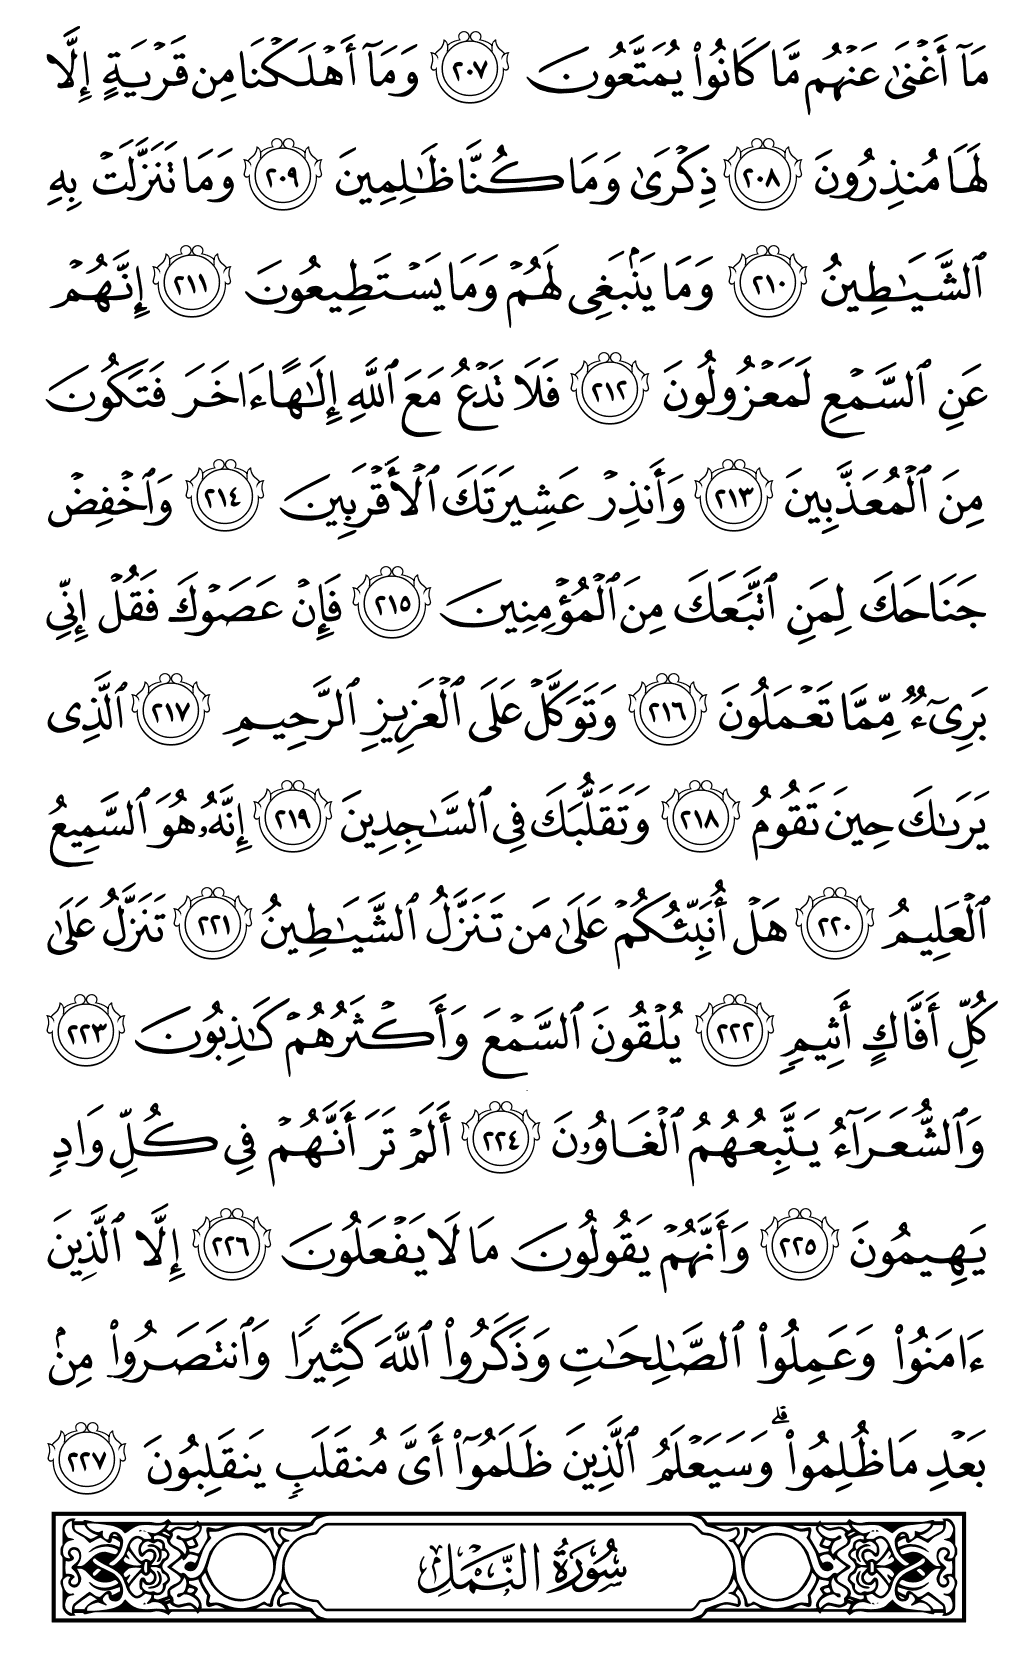 مَآ أَغْنَىٰ عَنْهُم مَّا كَانُوا۟ يُمَتَّعُونَ ٢٠٧ وَمَآ أَهْلَكْنَا مِن قَرْيَةٍ إِلَّا
لَهَا مُنذِرُونَ ٢٠٨ ذِكْرَىٰ وَمَا كُنَّا ظَٰلِمِينَ ٢٠٩ وَمَا تَنَزَّلَتْ بِهِ
ٱلشَّيَٰطِينُ ٢١٠ وَمَا يَنۢبَغِى لَهُمْ وَمَا يَسْتَطِيعُونَ ٢١١ إِنَّهُمْ
عَنِ ٱلسَّمْعِ لَمَعْزُولُونَ ٢١٢ فَلَا تَدْعُ مَعَ ٱللَّهِ إِلَٰهًا ءَاخَرَ فَتَكُونَ
مِنَ ٱلْمُعَذَّبِينَ ٢١٣ وَأَنذِرْ عَشِيرَتَكَ ٱلْأَقْرَبِينَ ٢١٤ وَٱخْفِضْ
جَنَاحَكَ لِمَنِ ٱتَّبَعَكَ مِنَ ٱلْمُؤْمِنِينَ ٢١٥ فَإِنْ عَصَوْكَ فَقُلْ إِنِّى
بَرِىٓءٌ مِّمَّا تَعْمَلُونَ ٢١٦ وَتَوَكَّلْ عَلَى ٱلْعَزِيزِ ٱلرَّحِيمِ ٢١٧ ٱلَّذِى
يَرَىٰكَ حِينَ تَقُومُ ٢١٨ وَتَقَلُّبَكَ فِى ٱلسَّٰجِدِينَ ٢١٩ إِنَّهُۥ هُوَ ٱلسَّمِيعُ
ٱلْعَلِيمُ ٢٢٠ هَلْ أُنَبِّئُكُمْ عَلَىٰ مَن تَنَزَّلُ ٱلشَّيَٰطِينُ ٢٢١ تَنَزَّلُ عَلَىٰ
كُلِّ أَفَّاكٍ أَثِيمٍ ٢٢٢ يُلْقُونَ ٱلسَّمْعَ وَأَكْثَرُهُمْ كَٰذِبُونَ ٢٢٣
وَٱلشُّعَرَآءُ يَتَّبِعُهُمُ ٱلْغَاوُۥنَ ٢٢٤ أَلَمْ تَرَ أَنَّهُمْ فِى كُلِّ وَادٍ
يَهِيمُونَ ٢٢٥ وَأَنَّهُمْ يَقُولُونَ مَا لَا يَفْعَلُونَ ٢٢٦ إِلَّا ٱلَّذِينَ
ءَامَنُوا۟ وَعَمِلُوا۟ ٱلصَّٰلِحَٰتِ وَذَكَرُوا۟ ٱللَّهَ كَثِيرًا وَٱنتَصَرُوا۟ مِنۢ
بَعْدِ مَا ظُلِمُوا۟ ۗ وَسَيَعْلَمُ ٱلَّذِينَ ظَلَمُوٓا۟ أَىَّ مُنقَلَبٍ يَنقَلِبُونَ ٢٢٧
سُورَةُ النَّمْلِ